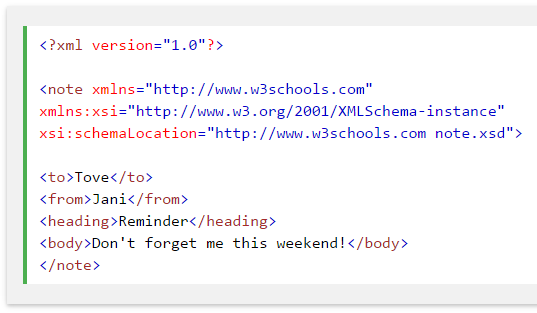 <?xml version="1.0"?>
<note xmlns="http://www.w3schools.com"
xmlns:xsi="http://www.w3.org/2001/XMLSchema-instance"
xsi:schemaLocation="http://www.w3schools.com note.xsd">
<to>Tove</to>
<from>Jani</from>
<heading>Reminder</heading>
<body>Don't forget me this weekend!</body>
</note>